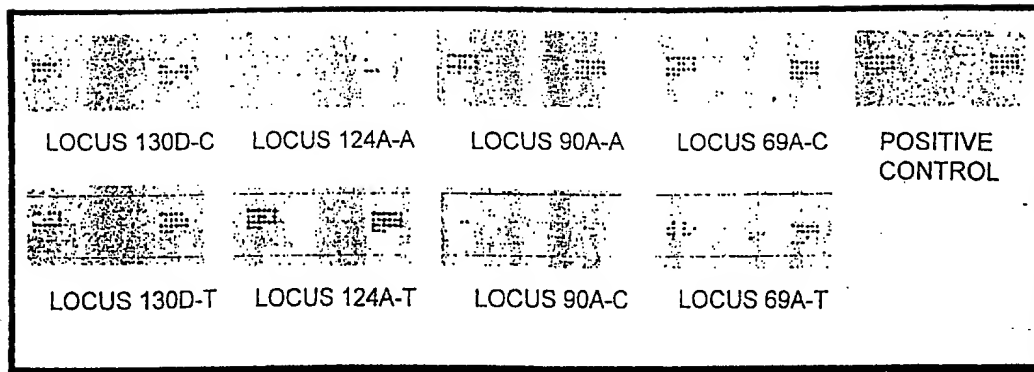 LOCUS 130D-C LOCUS 124A-A LOCUS 90A-A LOCUS 69A-C POSITIVE
CONTROL
LOCUS 130D-T LOCUS 124A-T LOCUS 90A-C LOCUS 69A-T